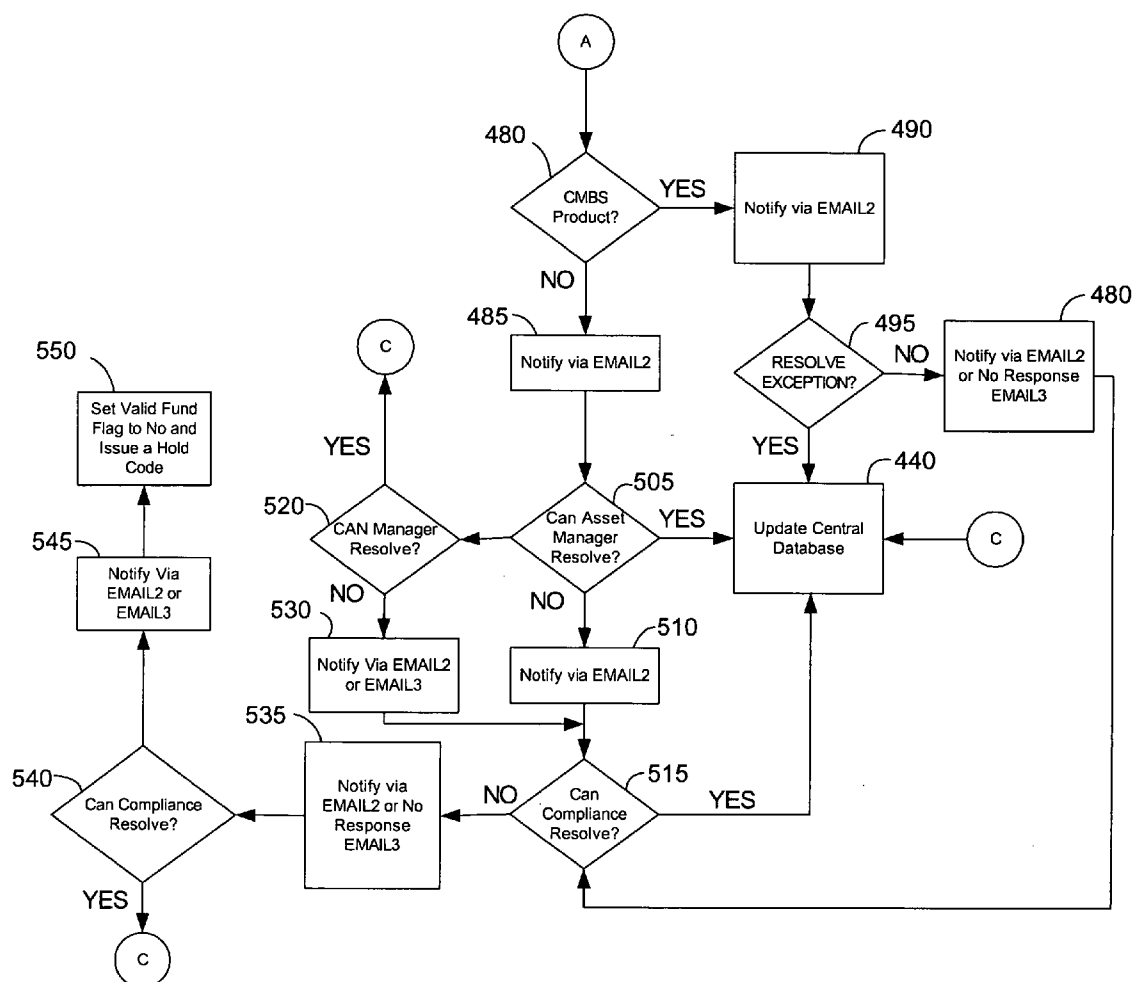 A
480
CMBS
Product?
YES
NO
490
Notify via EMAIL2
485
Notify via EMAIL2
495
RESOLVE
EXCEPTION?
NO
YES
480
Notify via EMAIL2
or No Response
EMAIL3
C
550
Set Valid Fund
Flag to No and
Issue a Hold
Code
YES
520
CAN Manager
Resolve?
NO
505
Can Asset
Manager
Resolve?
YES
NO
440
Update Central
Database
C
545
Notify Via
EMAIL2 or
EMAIL3
530
Notify Via EMAIL2
or EMAIL3
510
Notify via EMAIL2
540
Can Compliance
Resolve?
YES
535
Notify via
EMAIL2 or No
Response
EMAIL3
NO
515
Can
Compliance
Resolve?
YES
C